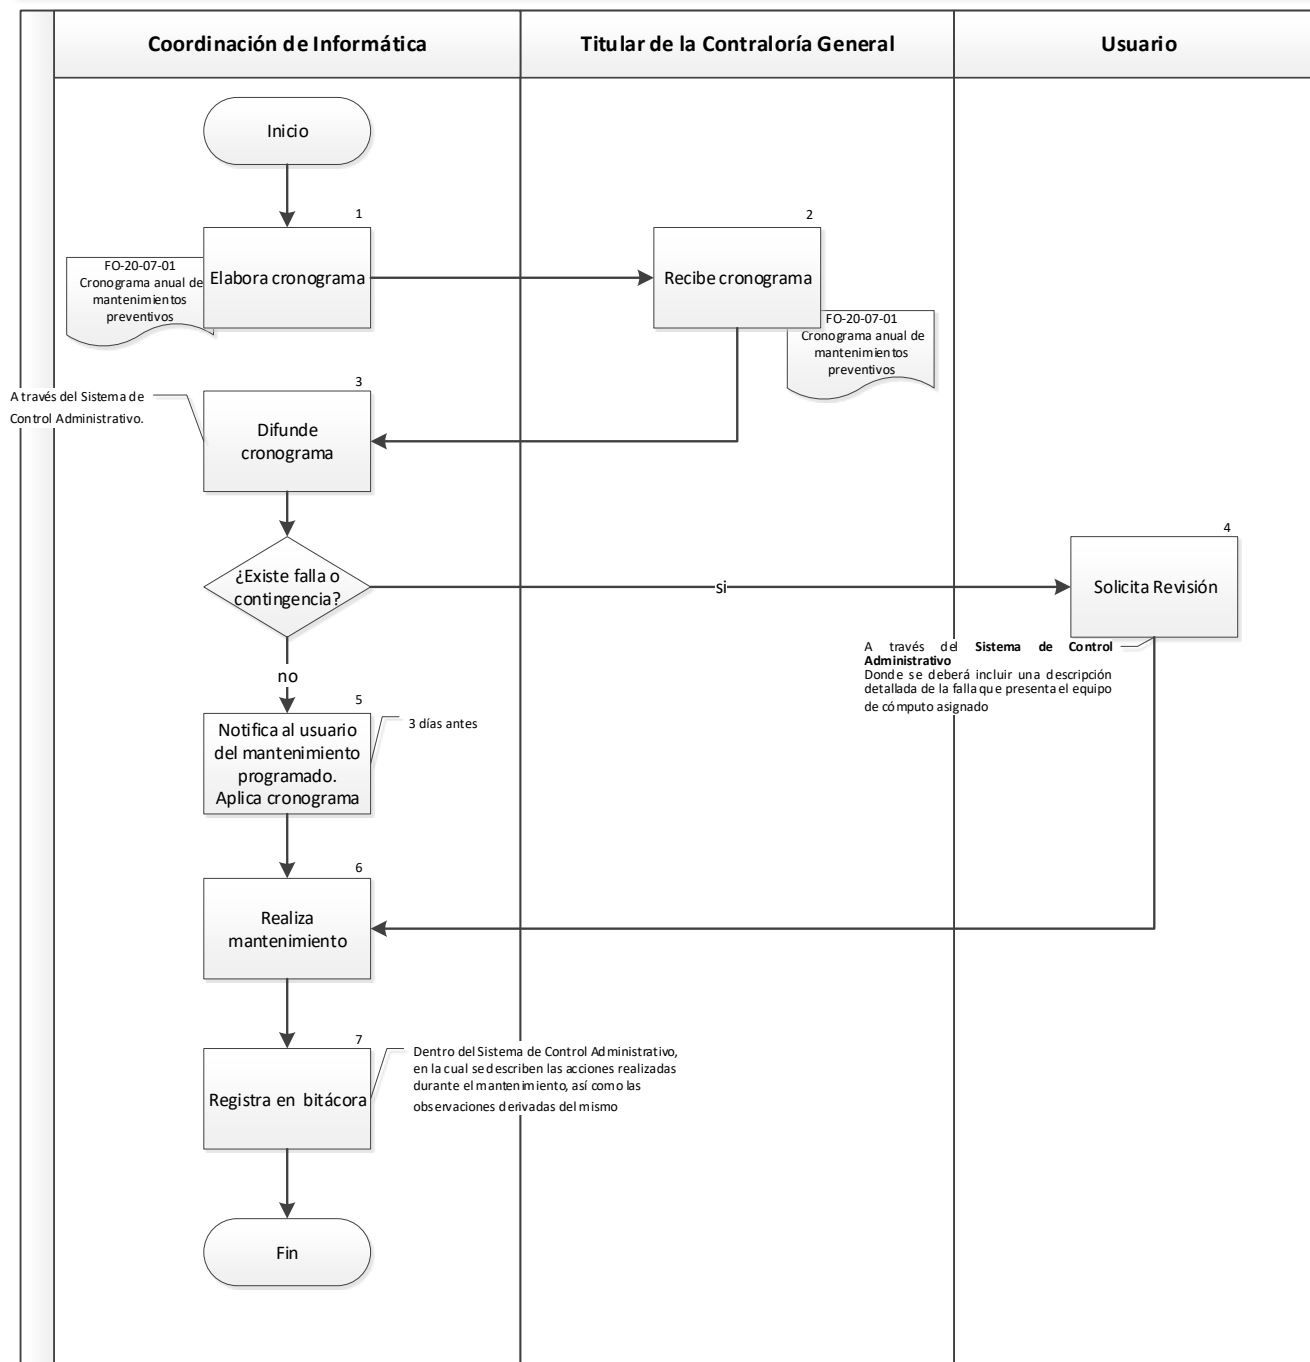 Coordinación de Informática
Titular de la Contraloría General
Usuario
Inicio
1
FO-20-07-01
Cronograma anual de
mantenimientos
preventivos
Elabora cronograma
2
Recibe cronograma
FO-20-07-01
Cronograma anual de
mantenimientos
preventivos
3
A través del Sistema de
Control Administrativo.
Difunde
cronograma
¿Existe falla o
contingencia?
si
4
Solicita Revisión
A través del Sistema de Control
Administrativo
Donde se deberá incluir una descripción
detallada de la falla que presenta el equipo
de cómputo asignado
no
5
Notifica al usuario
del mantenimiento
programado.
Aplica cronograma
3 días antes
6
Realiza
mantenimiento
7
Registra en bitácora
Dentro del Sistema de Control Administrativo,
en la cual se describen las acciones realizadas
durante el mantenimiento, así como las
observaciones derivadas del mismo
Fin